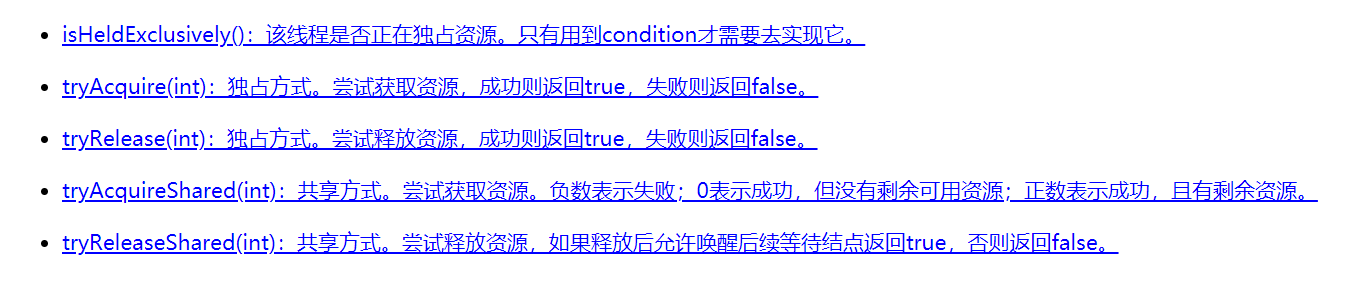 isHeldExclusively()：该线程是否正在独占资源。只有用到condition才需要去实现它。
tryAcquire(int)：独占方式。尝试获取资源，成功则返回true，失败则返回false。
tryRelease(int)：独占方式。尝试释放资源，成功则返回true，失败则返回false。
tryAcquireShared(int)：共享方式。尝试获取资源。负数表示失败；0表示成功，但没有剩余可用资源；正数表示成功，且有剩余资源。
tryReleaseShared(int)：共享方式。尝试释放资源，如果释放后允许唤醒后续等待结点返回true，否则返回false。